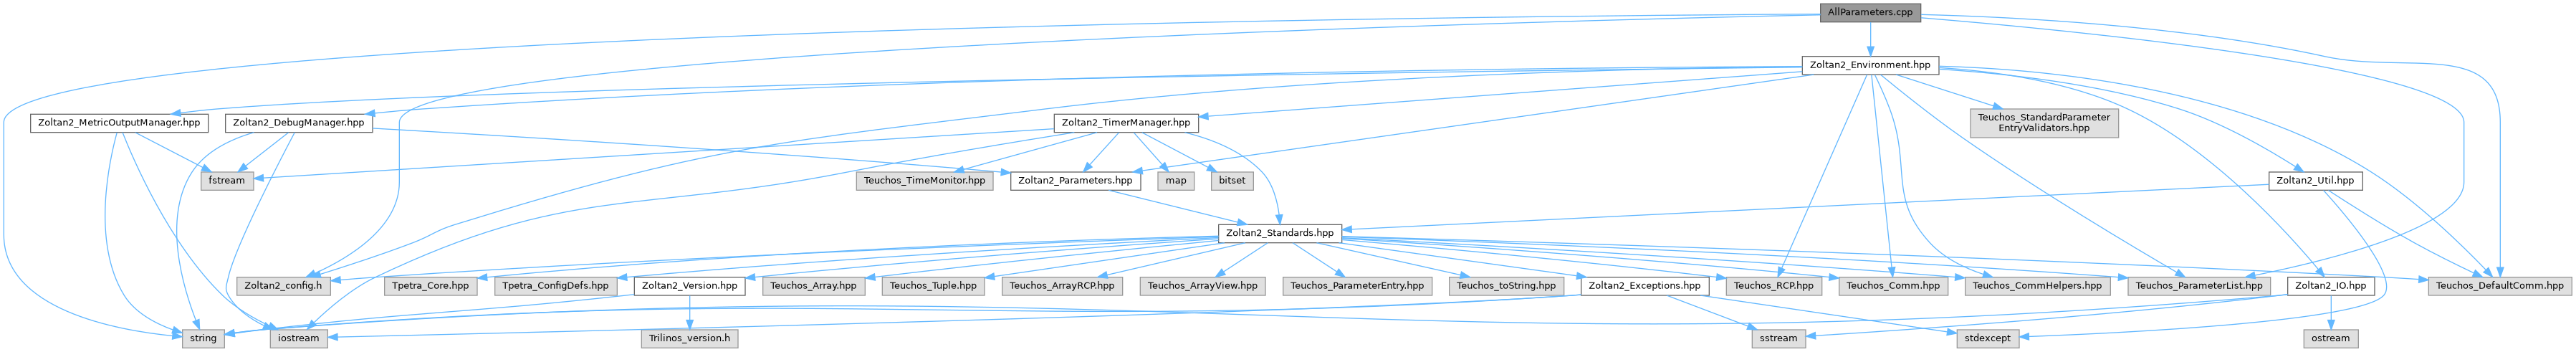 AllParameters.cpp
Zoltan2_Environment.hpp
Zoltan2_MetricOutputManager.hpp
Zoltan2_DebugManager.hpp
Zoltan2_TimerManager.hpp
Teuchos_StandardParameter
EntryValidators.hpp
fstream
Teuchos_TimeMonitor.hpp
Zoltan2_Parameters.hpp
map
bitset
Zoltan2_Util.hpp
Zoltan2_Standards.hpp
Zoltan2_config.h
Tpetra_Core.hpp
Tpetra_ConfigDefs.hpp
Zoltan2_Version.hpp
Teuchos_Array.hpp
Teuchos_Tuple.hpp
Teuchos_ArrayRCP.hpp
Teuchos_ArrayView.hpp
Teuchos_ParameterEntry.hpp
Teuchos_toString.hpp
Zoltan2_Exceptions.hpp
Teuchos_RCP.hpp
Teuchos_Comm.hpp
Teuchos_CommHelpers.hpp
Teuchos_ParameterList.hpp
Zoltan2_IO.hpp
Teuchos_DefaultComm.hpp
string
iostream
Trilinos_version.h
sstream
stdexcept
ostream